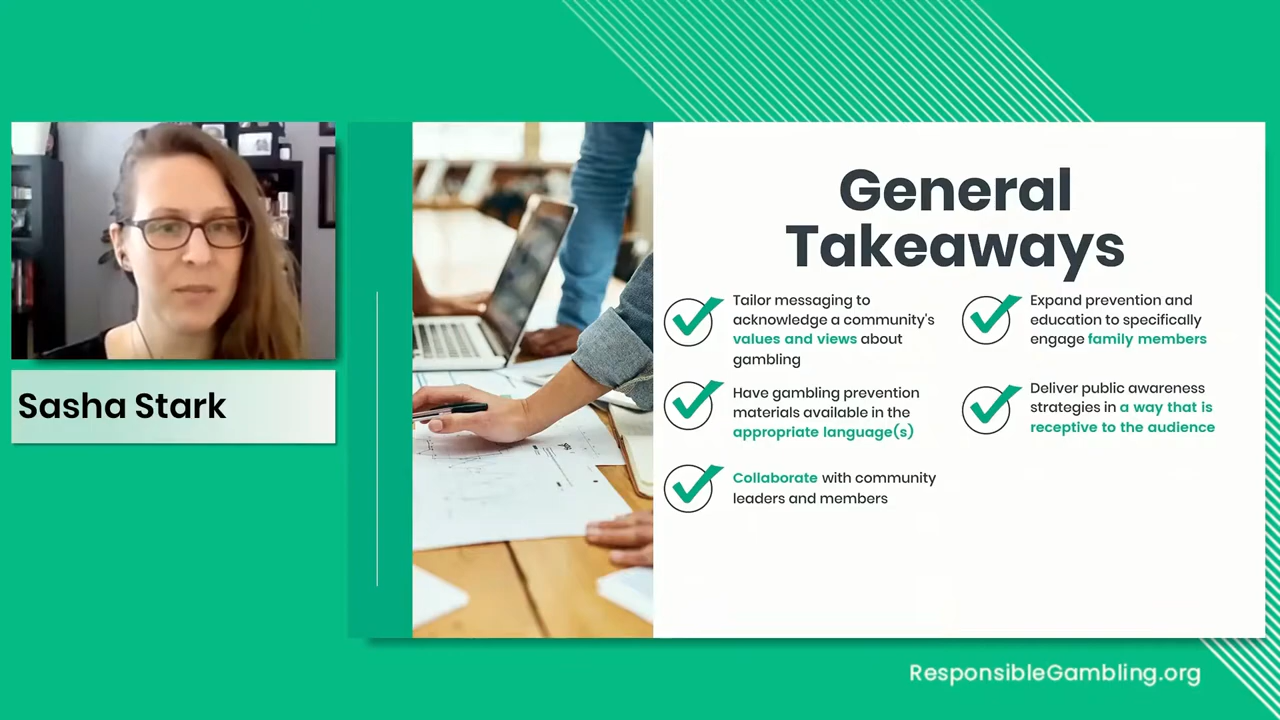 Sasha Stark
General
Takeaways
Tailor messaging to
acknowledge a community's
values and views about
gambling
Have gambling prevention
materials available in the
appropriate language(s)
Collaborate with community
leaders and members
Expand prevention and
education to specifically
engage family members
Deliver public awareness
strategies in a way that is
receptive to the audience
ResponsibleGambling.org